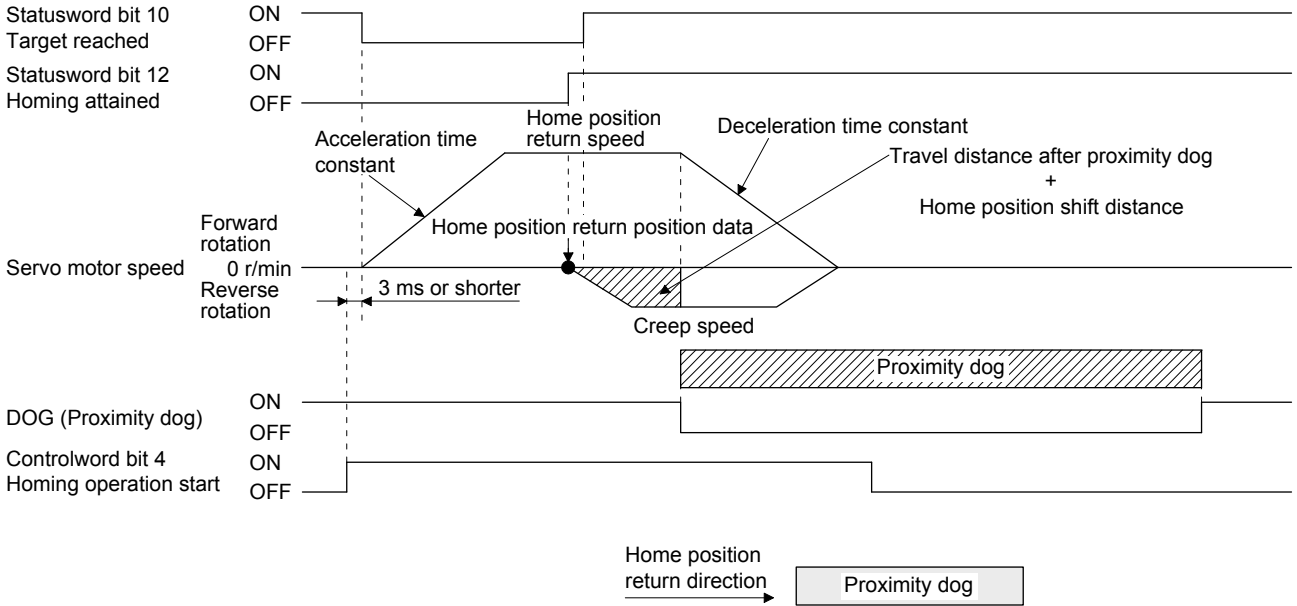 Statusword bit 10 ON
Target reached OFF
Statusword bit 12 ON
Homing attained OFF
Home position
return speed
Acceleration time
constant
Deceleration time constant
Travel distance after proximity dog
+
Home position shift distance
Home position return position data
Forward
rotation
Servo motor speed 0 r/min
Reverse
rotation
3 ms or shorter
Creep speed
Proximity dog
ON
DOG (Proximity dog)
OFF
Controlword bit 4 ON
Homing operation start OFF
Home position
return direction
Proximity dog